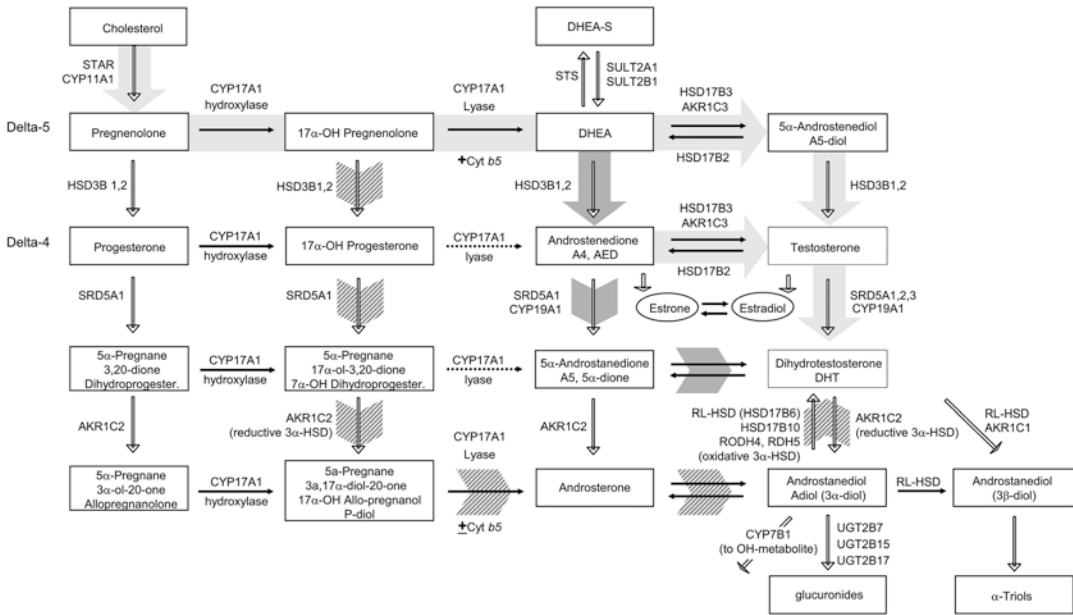 Cholesterol
DHEA-S
STAR
CYP11A1
STS
SULT2A1
SULT2B1
CYP17A1
hydroxylase
CYP17A1
Lyase
HSD17B3
AKR1C3
Delta-5
Pregnenolone
17α-OH Pregnenolone
DHEA
5α-Androstenediol
A5-diol
+Cyt b5
HSD17B2
HSD3B 1,2
HSD3B1,2
HSD3B1,2
HSD3B1,2
HSD17B3
AKR1C3
Delta-4
Progesterone
CYP17A1
hydroxylase
17α-OH Progesterone
CYP17A1
lyase
Androstenedione
A4, AED
Testosterone
HSD17B2
SRD5A1
SRD5A1
SRD5A1
CYP19A1
Estrone
Estradiol
SRD5A1,2,3
CYP19A1
5α-Pregnane
3,20-dione
Dihydroprogester.
CYP17A1
hydroxylase
5α-Pregnane
17α-ol-3,20-dione
7α-OH Dihydroprogester.
CYP17A1
lyase
5α-Androstanedione
A5, 5α-dione
Dihydrotestosterone
DHT
AKR1C2
AKR1C2
(reductive 3α-HSD)
AKR1C2
RL-HSD (HSD17B6)
HSD17B10
RODH4, RDH5
(oxidative 3α-HSD)
AKR1C2
(reductive 3α-HSD)
RL-HSD
AKR1C1
5α-Pregnane
3α-ol-20-one
Allopregnanolone
CYP17A1
hydroxylase
5a-Pregnane
3a,17α-diol-20-one
17α-OH Allo-pregnanol
P-diol
CYP17A1
Lyase
±Cyt b5
Androsterone
Androstanediol
Adiol (3α-diol)
RL-HSD
Androstanediol
(3β-diol)
CYP7B1
(to OH-metabolite)
UGT2B7
UGT2B15
UGT2B17
glucuronides
α-Triols